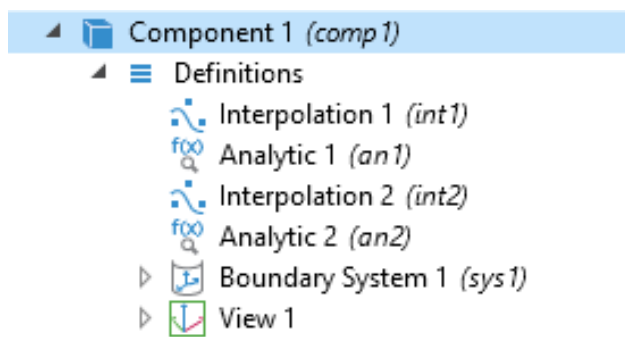 Component 1 (comp1)
Definitions
Interpolation 1 (int1)
f(x) Analytic 1 (an1)
Interpolation 2 (int2)
f(x) Analytic 2 (an2)
Boundary System 1 (sys1)
View 1